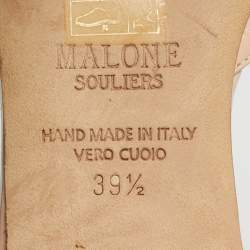 MALONE
SOULIERS
HAND MADE IN ITALY
VERO CUOIO
39½